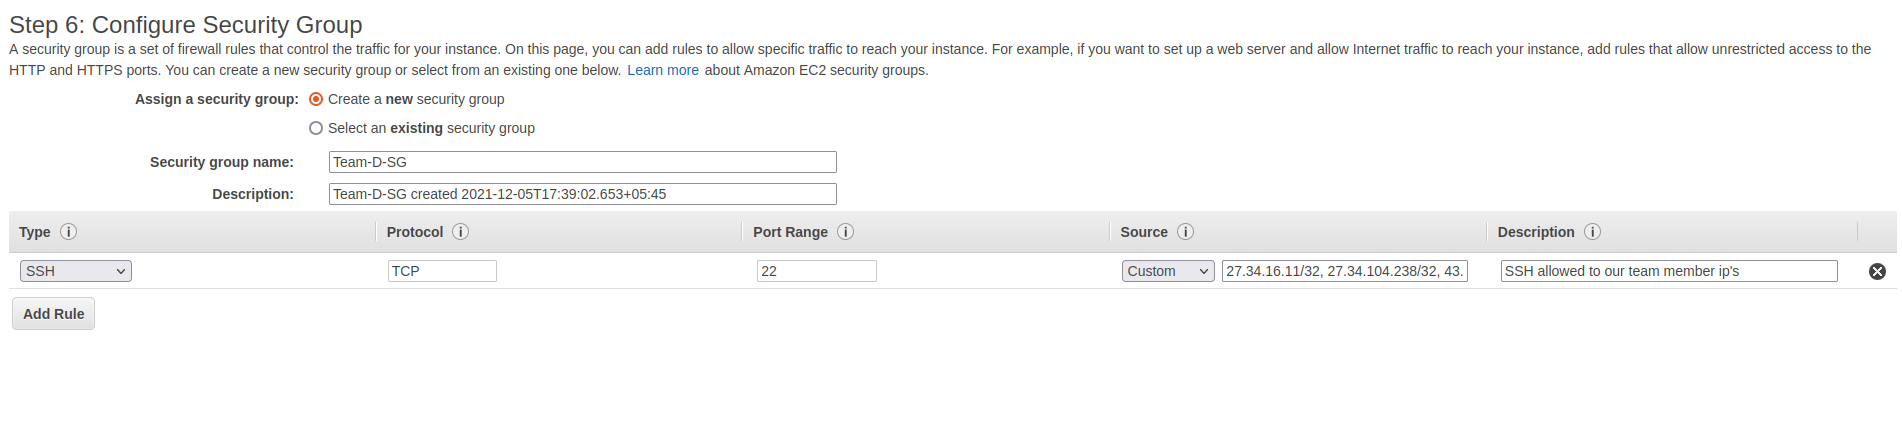 Step 6: Configure Security Group
A security group is a set of firewall rules that control the traffic for your instance. On this page, you can add rules to allow specific traffic to reach your instance. For example, if you want to set up a web server and allow Internet traffic to reach your instance, add rules that allow unrestricted access to the
HTTP and HTTPS ports. You can create a new security group or select from an existing one below. Learn more about Amazon EC2 security groups.
Assign a security group: Create a new security group
Select an existing security group
Security group name: Team-D-SG
Description: Team-D-SG created 2021-12-05T17:39:02.653+05:45
Type Protocol Port Range Source Description
SSH TCP 22 Custom 27.34.16.11/32, 27.34.104.238/32, 43. SSH allowed to our team member ip's
Add Rule